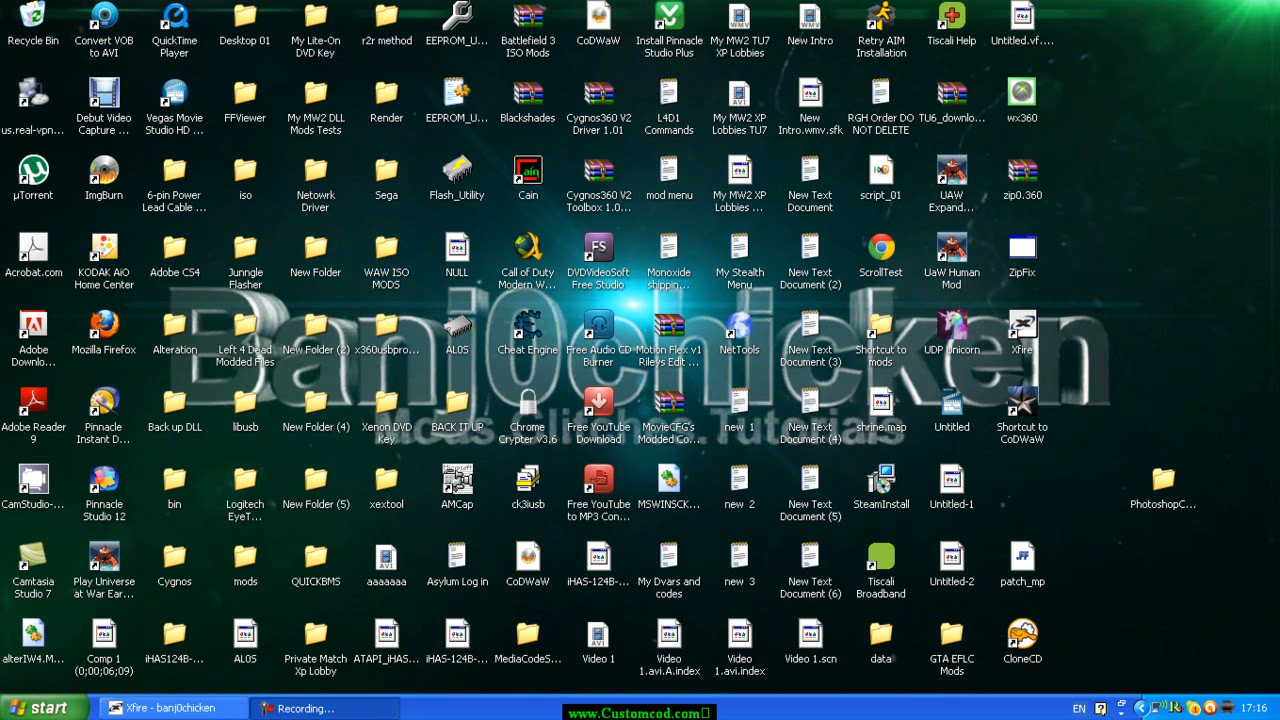 Recycle Bin
Convert VOB
to AVI
QuickTime
Player
Desktop 01
My LiteOn
DVD Key
r2r method
EEPROM_U...
Battlefield 3
ISO Mods
CoDWaW
Install Pinnacle
Studio Plus
My MW2 TU7
XP Lobbies
New Intro
Retry AIM
Installation
Tiscali Help
Untitled.vf....
us.real-vpn...
Debut Video
Capture ...
Vegas Movie
Studio HD ...
FFViewer
My MW2 DLL
Mods Tests
Render
EEPROM_U...
Blackshades
Cygnos360 V2
Driver 1.01
L4D1
Commands
My MW2 XP
Lobbies TU7
New
Intro.wmv.sfk
RGH Order DO
NOT DELETE
TU6_downlo...
wx360
µTorrent
ImgBurn
6-pin Power
Lead Cable ...
iso
Netowrk
Driver
Sega
Flash_Utility
Cain
Cygnos360 V2
Toolbox 1.0...
mod menu
My MW2 XP
Lobbies ...
New Text
Document
script_01
UAW
Expand...
zip0.360
Acrobat.com
KODAK AiO
Home Center
Adobe CS4
Junngle
Flasher
New Folder
WAW ISO
MODS
NULL
Call of Duty
Modern W...
DVDVideoSoft
Free Studio
Monoxide
shippin...
My Stealth
Menu
New Text
Document (2)
ScrollTest
UaW Human
Mod
ZipFix
Banj0chicken
Adobe
Downlo...
Mozilla Firefox
Alteration
Left 4 Dead
Modded Files
New Folder (2)
x360usbpro...
AL0S
Cheat Engine
Free Audio CD
Burner
Motion Flex v1
Rileys Edit ...
NetTools
New Text
Document (3)
Shortcut to
mods
UDP Unicorn
Xfire
Adobe Reader
9
Pinnacle
Instant D...
Back up DLL
libusb
New Folder (4)
Xenon DVD
Key
BACK IT UP
Chrome
Crypter v3.6
Free YouTube
Download
MovieCFG's
Modded Co...
new 1
New Text
Document (4)
shrine.map
Untitled
Shortcut to
CoDWaW
CamStudio-...
Pinnacle
Studio 12
bin
Logitech
EyeT...
New Folder (5)
xextool
AMCap
ck3iusb
Free YouTube
to MP3 Con...
MSWINSCK...
new 2
New Text
Document (5)
SteamInstall
Untitled-1
PhotoshopC...
Camtasia
Studio 7
Play Universe
at War Ear...
Cygnos
mods
QUICKBMS
aaaaaaa
Asylum Log in
CoDWaW
iHAS-124B-...
My Dvars and
codes
new 3
New Text
Document (6)
Tiscali
Broadband
Untitled-2
patch_mp
alterIW4.M...
Comp 1
(0;00;06;09)
iHAS124B-...
AL0S
Private Match
Xp Lobby
ATAPI_iHAS...
iHAS-124B-...
MediaCodeS...
Video 1
Video
1.avi.A.index
Video
1.avi.index
Video 1.scn
data
GTA EFLC
Mods
CloneCD
start
Xfire - banj0chicken
Recording...
www.Customcod.com
EN
17:16